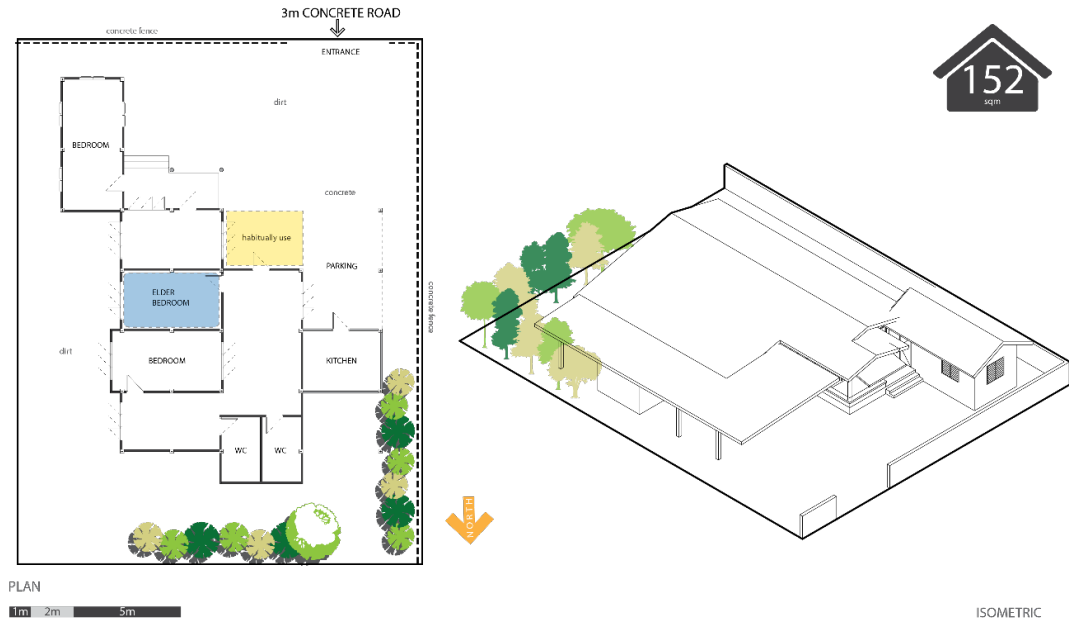 3m CONCRETE ROAD
concrete fence
ENTRANCE
152
sqm
dirt
BEDROOM
concrete
habitually use
PARKING
ELDER
BEDROOM
concrete fence
dirt
BEDROOM
KITCHEN
WC
WC
NORTH
PLAN
1m
2m
5m
ISOMETRIC